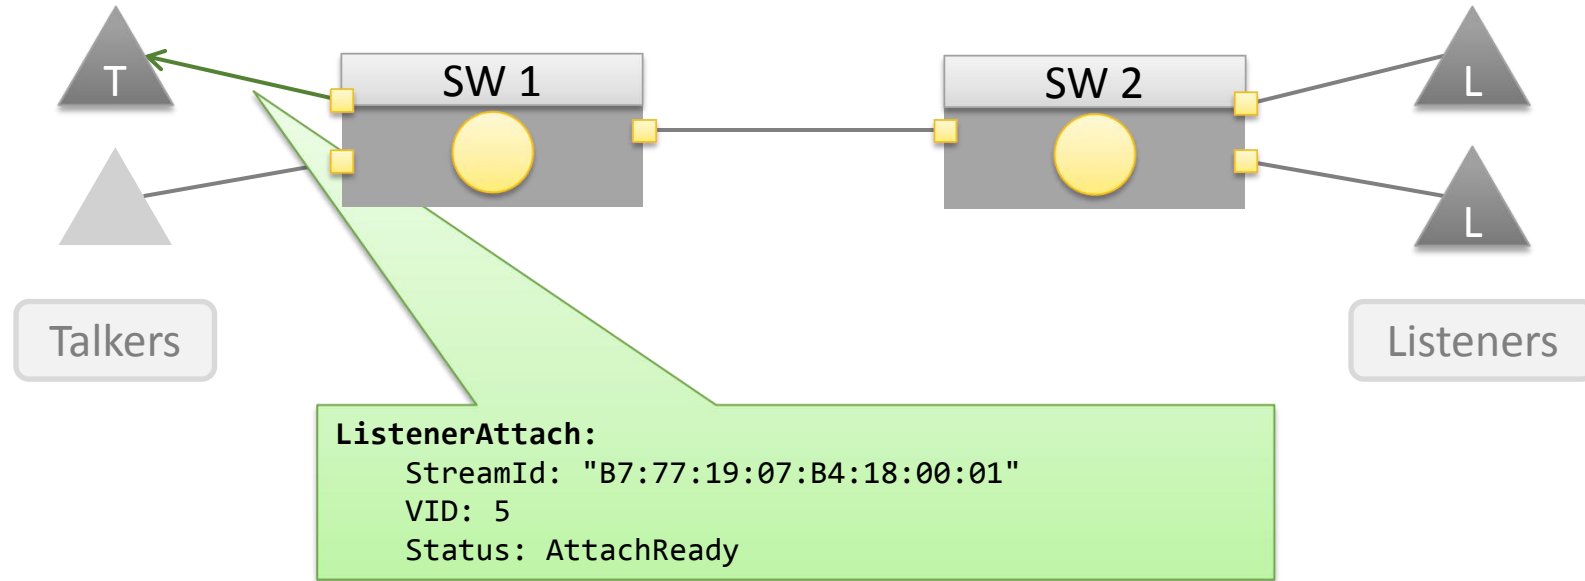 T
SW 1
SW 2
L
L
Talkers
Listeners
ListenerAttach:
StreamId: "B7:77:19:07:B4:18:00:01"
VID: 5
Status: AttachReady